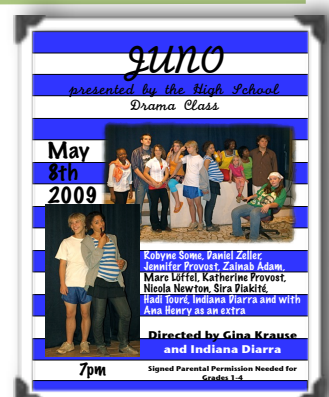 JUNO
presented by the High School
Drama Class
May
8th
2009
Robyne Some, Daniel Zeller,
Jennifer Provost, Zainab Adam,
Marc Löffel, Katherine Provost,
Nicola Newton, Sira Diakité,
Hadi Touré, Indiana Diarra and with
Ana Henry as an extra
Directed by Gina Krause
and Indiana Diarra
7pm
Signed Parental Permission Needed for
Grades 1-4